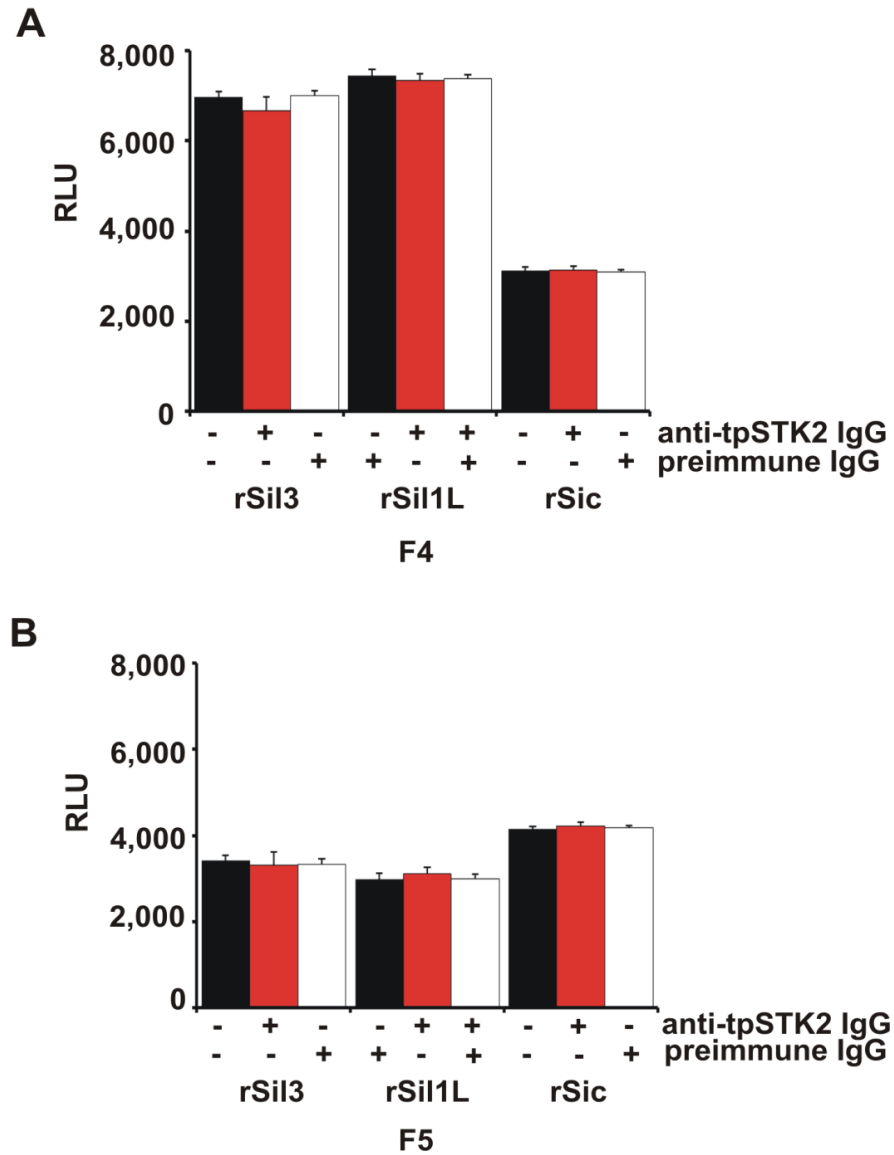 A
8,000
6,000
4,000
2,000
0
RLU
- + - - + + - + - anti-tpSTK2 IgG
- - + + - + - - + preimmune IgG
rSil3 rSil1L rSic
F4
B
8,000
6,000
4,000
2,000
0
RLU
- + - - + + - + - anti-tpSTK2 IgG
- - + + - + - - + preimmune IgG
rSil3 rSil1L rSic
F5